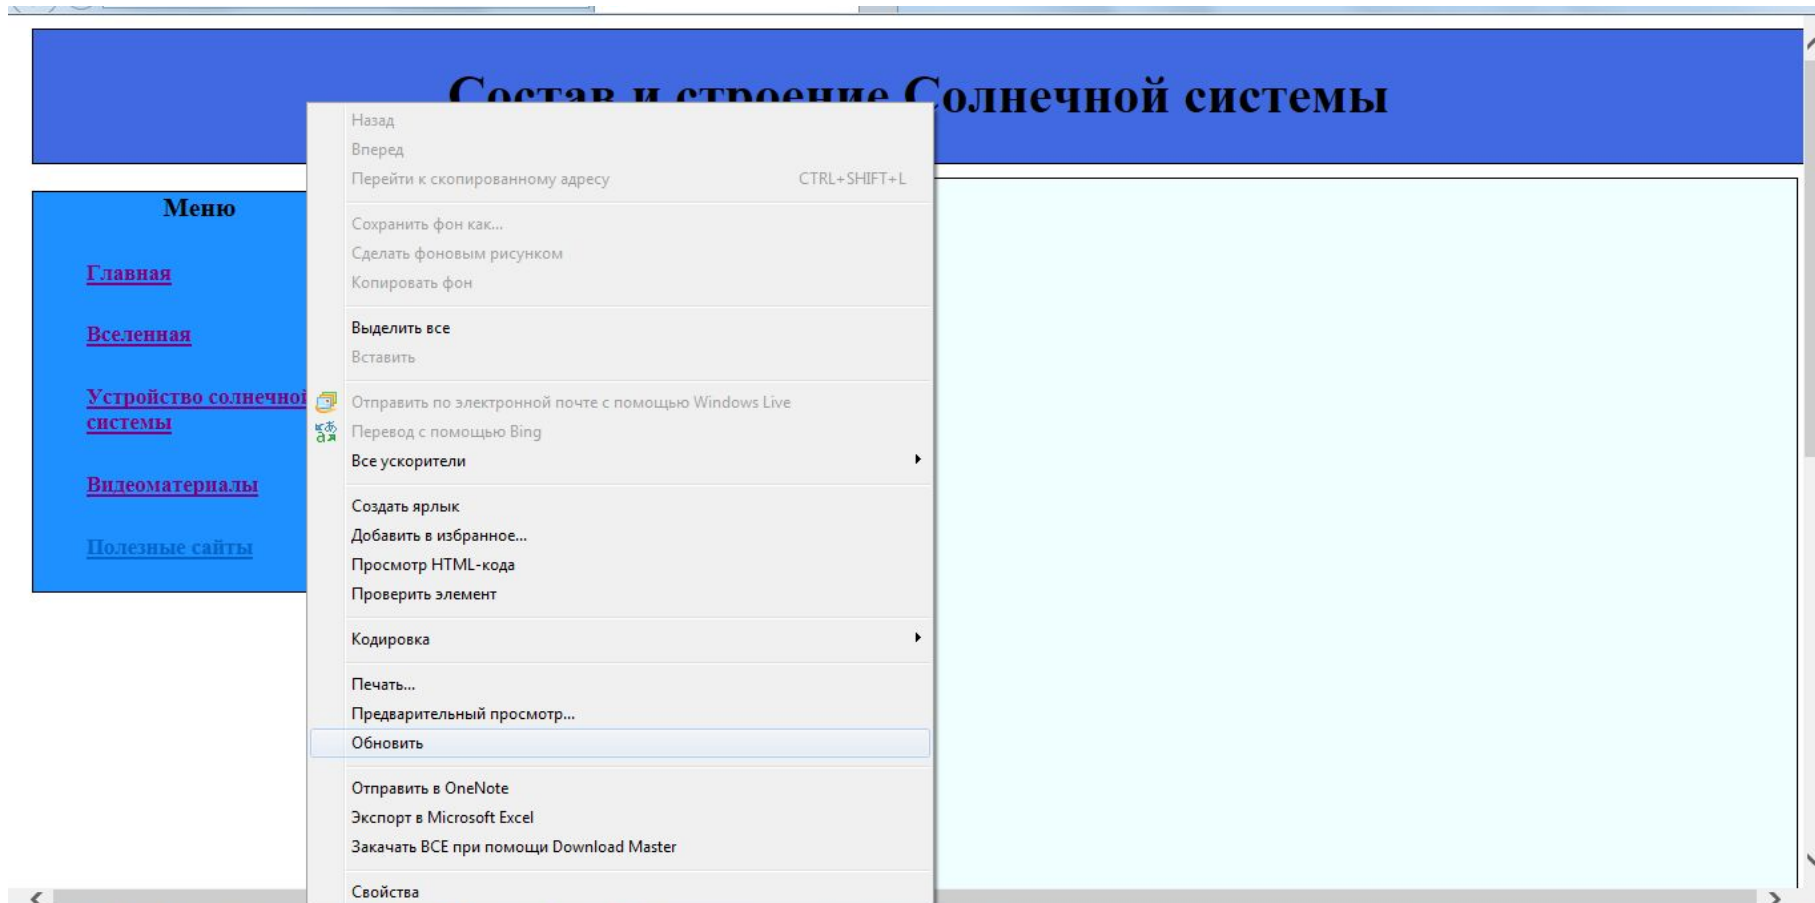 Состав и строение Солнечной системы
Меню
Главная
Вселенная
Устройство солнечной
системы
Видеоматериалы
Полезные сайты
Назад
Вперед
Перейти к скопированному адресу CTRL+SHIFT+L
Сохранить фон как...
Сделать фоновым рисунком
Копировать фон
Выделить все
Вставить
Отправить по электронной почте с помощью Windows Live
Перевод с помощью Bing
Все ускорители
Создать ярлык
Добавить в избранное...
Просмотр HTML-кода
Проверить элемент
Кодировка
Печать...
Предварительный просмотр...
Обновить
Отправить в OneNote
Экспорт в Microsoft Excel
Закачать ВСЕ при помощи Download Master
Свойства